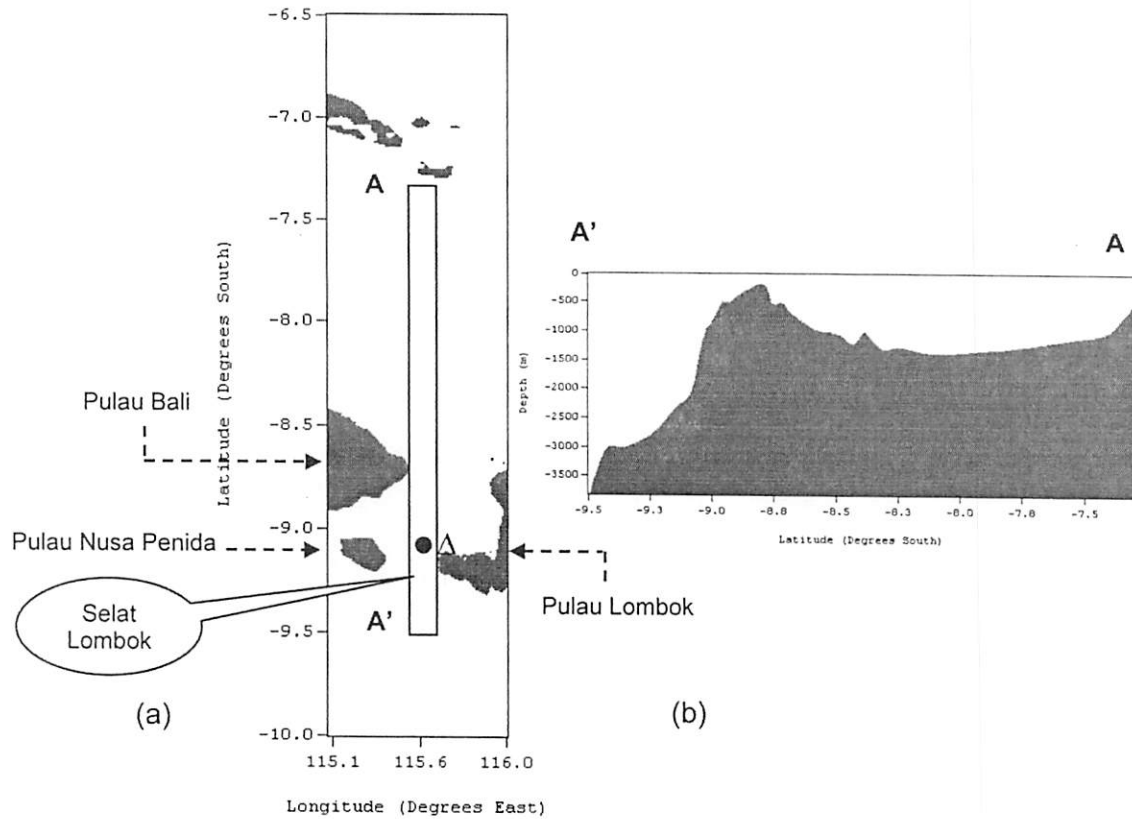 -6.5
-7.0
-7.5
-8.0
-8.5
-9.0
-9.5
-10.0
Latitude (Degrees South)
115.1 115.6 116.0
Longitude (Degrees East)
A
A'
Pulau Bali
Pulau Nusa Penida
Selat
Lombok
Pulau Lombok
(a)
A'
A
0
-500
-1000
-1500
-2000
-2500
-3000
-3500
Depth (m)
-9.5 -9.3 -9.0 -8.8 -8.5 -8.3 -8.0 -7.8 -7.5
Latitude (Degrees South)
(b)